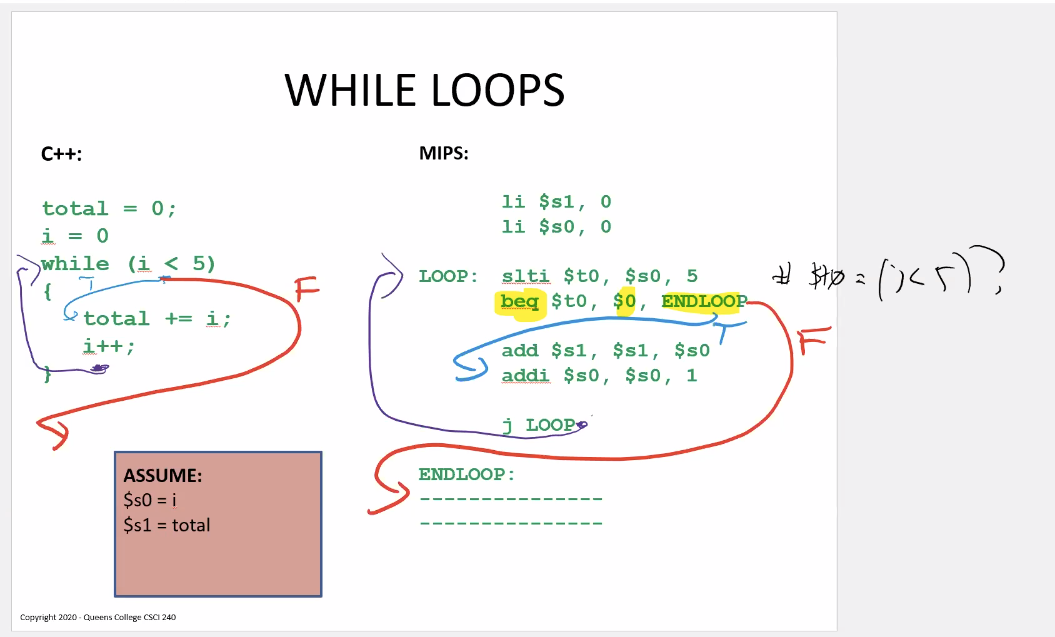 WHILE LOOPS
C++:
total = 0;
i = 0
while (i < 5)
T
F
{
total += i;
i++;
}
ASSUME:
$s0 = i
$s1 = total
MIPS:
li $s1, 0
li $s0, 0
LOOP: slti $t0, $s0, 5
# $t0 = (i < 5)?
beq $t0, $0, ENDLOOP
T
F
add $s1, $s1, $s0
addi $s0, $s0, 1
j LOOP
ENDLOOP:
---------------
---------------
Copyright 2020 - Queens College CSCI 240